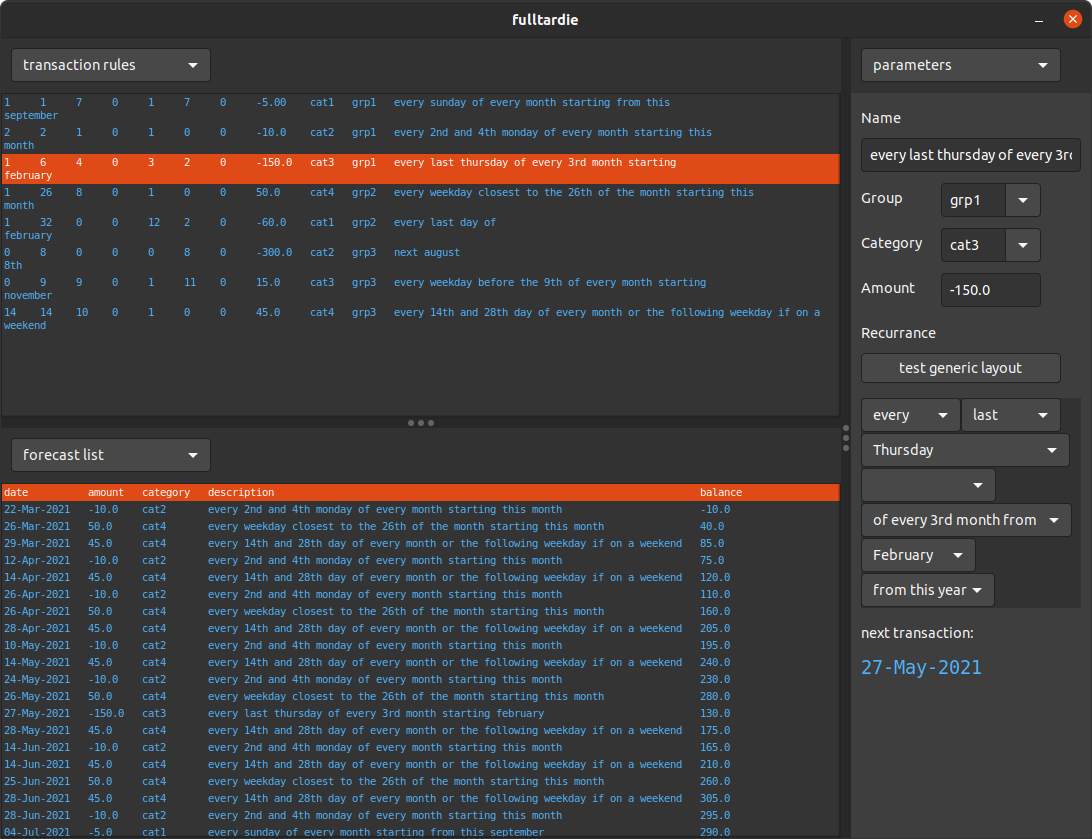 fulltardie
transaction rules
1 1 7 0 1 7 0 -5.00 cat1 grp1 every sunday of every month starting from this
september
2 2 1 0 1 0 0 -10.0 cat2 grp1 every 2nd and 4th monday of every month starting this
month
1 6 4 0 3 2 0 -150.0 cat3 grp1 every last thursday of every 3rd month starting
february
1 26 8 0 1 0 0 50.0 cat4 grp2 every weekday closest to the 26th of the month starting this
month
1 32 0 0 12 2 0 -60.0 cat1 grp2 every last day of
february
0 8 0 0 0 8 0 -300.0 cat2 grp3 next august
8th
0 9 9 0 1 11 0 15.0 cat3 grp3 every weekday before the 9th of every month starting
november
14 14 10 0 1 0 0 45.0 cat4 grp3 every 14th and 28th day of every month or the following weekday if on a
weekend
forecast list
date amount category description balance
22-Mar-2021 -10.0 cat2 every 2nd and 4th monday of every month starting this month -10.0
26-Mar-2021 50.0 cat4 every weekday closest to the 26th of the month starting this month 40.0
29-Mar-2021 45.0 cat4 every 14th and 28th day of every month or the following weekday if on a weekend 85.0
12-Apr-2021 -10.0 cat2 every 2nd and 4th monday of every month starting this month 75.0
14-Apr-2021 45.0 cat4 every 14th and 28th day of every month or the following weekday if on a weekend 120.0
26-Apr-2021 -10.0 cat2 every 2nd and 4th monday of every month starting this month 110.0
26-Apr-2021 50.0 cat4 every weekday closest to the 26th of the month starting this month 160.0
28-Apr-2021 45.0 cat4 every 14th and 28th day of every month or the following weekday if on a weekend 205.0
10-May-2021 -10.0 cat2 every 2nd and 4th monday of every month starting this month 195.0
14-May-2021 45.0 cat4 every 14th and 28th day of every month or the following weekday if on a weekend 240.0
24-May-2021 -10.0 cat2 every 2nd and 4th monday of every month starting this month 230.0
26-May-2021 50.0 cat4 every weekday closest to the 26th of the month starting this month 280.0
27-May-2021 -150.0 cat3 every last thursday of every 3rd month starting february 130.0
28-May-2021 45.0 cat4 every 14th and 28th day of every month or the following weekday if on a weekend 175.0
14-Jun-2021 -10.0 cat2 every 2nd and 4th monday of every month starting this month 165.0
14-Jun-2021 45.0 cat4 every 14th and 28th day of every month or the following weekday if on a weekend 210.0
25-Jun-2021 50.0 cat4 every weekday closest to the 26th of the month starting this month 260.0
28-Jun-2021 45.0 cat4 every 14th and 28th day of every month or the following weekday if on a weekend 305.0
28-Jun-2021 -10.0 cat2 every 2nd and 4th monday of every month starting this month 295.0
04-Jul-2021 -5.0 cat1 every sunday of every month starting from this september 290.0
parameters
Name
every last thursday of every 3rd
Group grp1
Category cat3
Amount -150.0
Recurrance
test generic layout
every last
Thursday
of every 3rd month from
February
from this year
next transaction:
27-May-2021